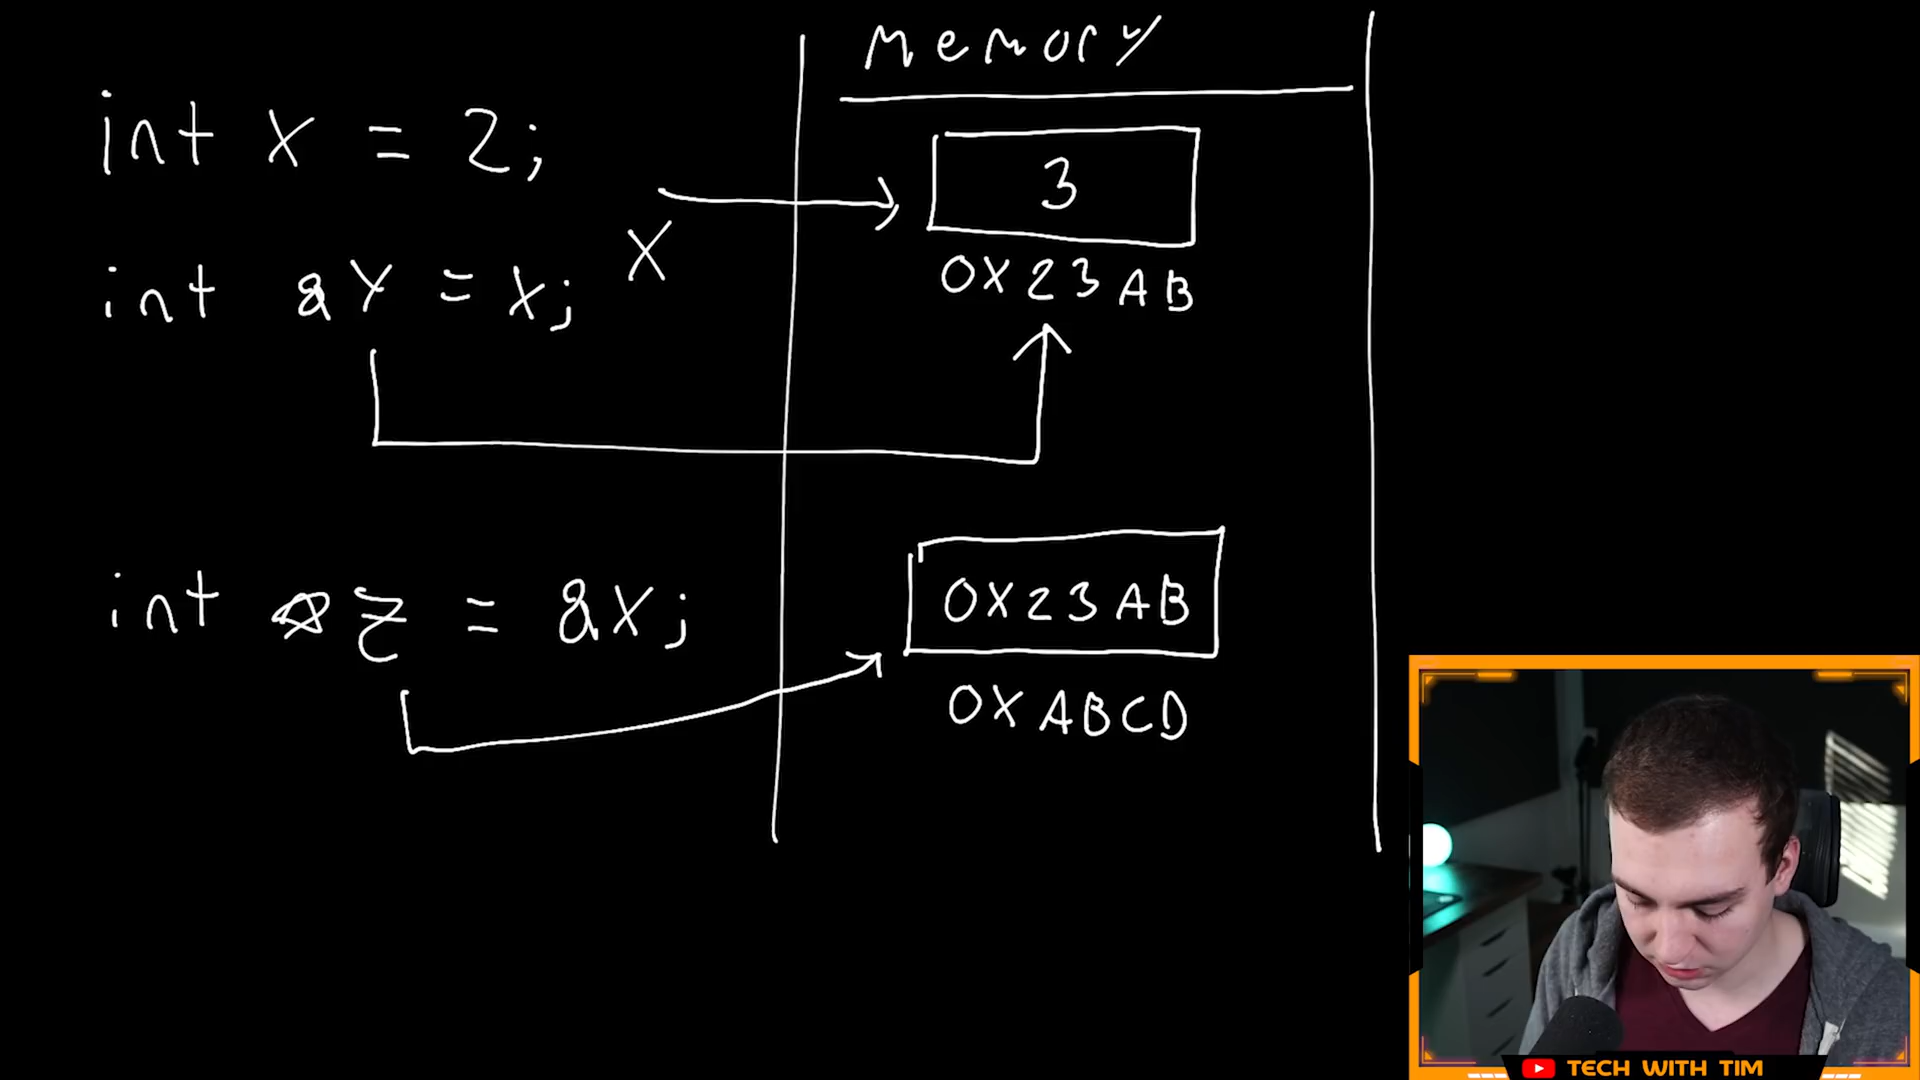 Memory
int x = 2;
3
x
int &y = x;
0x23AB
int *z = &x;
0x23AB
0xABCD
TECH WITH TIM